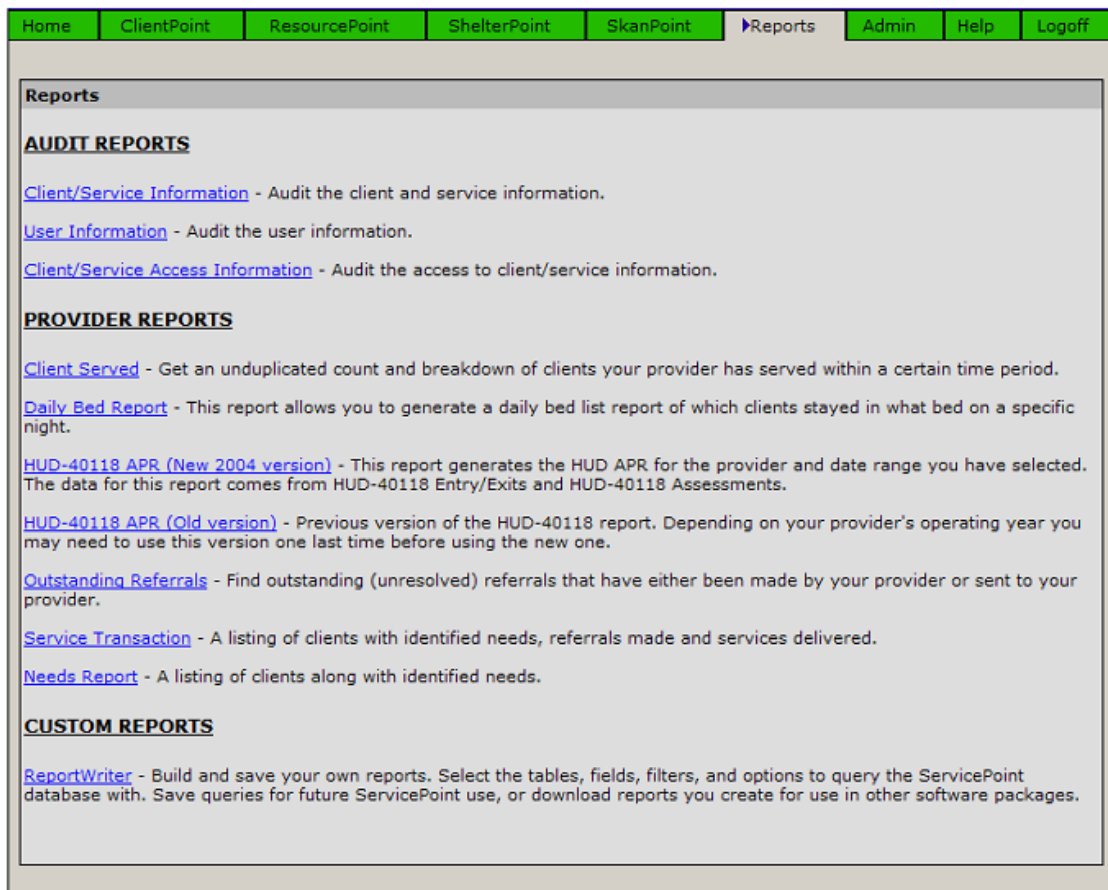 Home ClientPoint ResourcePoint ShelterPoint SkanPoint Reports Admin Help Logoff
Reports
AUDIT REPORTS
Client/Service Information - Audit the client and service information.
User Information - Audit the user information.
Client/Service Access Information - Audit the access to client/service information.
PROVIDER REPORTS
Client Served - Get an unduplicated count and breakdown of clients your provider has served within a certain time period.
Daily Bed Report - This report allows you to generate a daily bed list report of which clients stayed in what bed on a specific
night.
HUD-40118 APR (New 2004 version) - This report generates the HUD APR for the provider and date range you have selected.
The data for this report comes from HUD-40118 Entry/Exits and HUD-40118 Assessments.
HUD-40118 APR (Old version) - Previous version of the HUD-40118 report. Depending on your provider's operating year you
may need to use this version one last time before using the new one.
Outstanding Referrals - Find outstanding (unresolved) referrals that have either been made by your provider or sent to your
provider.
Service Transaction - A listing of clients with identified needs, referrals made and services delivered.
Needs Report - A listing of clients along with identified needs.
CUSTOM REPORTS
ReportWriter - Build and save your own reports. Select the tables, fields, filters, and options to query the ServicePoint
database with. Save queries for future ServicePoint use, or download reports you create for use in other software packages.